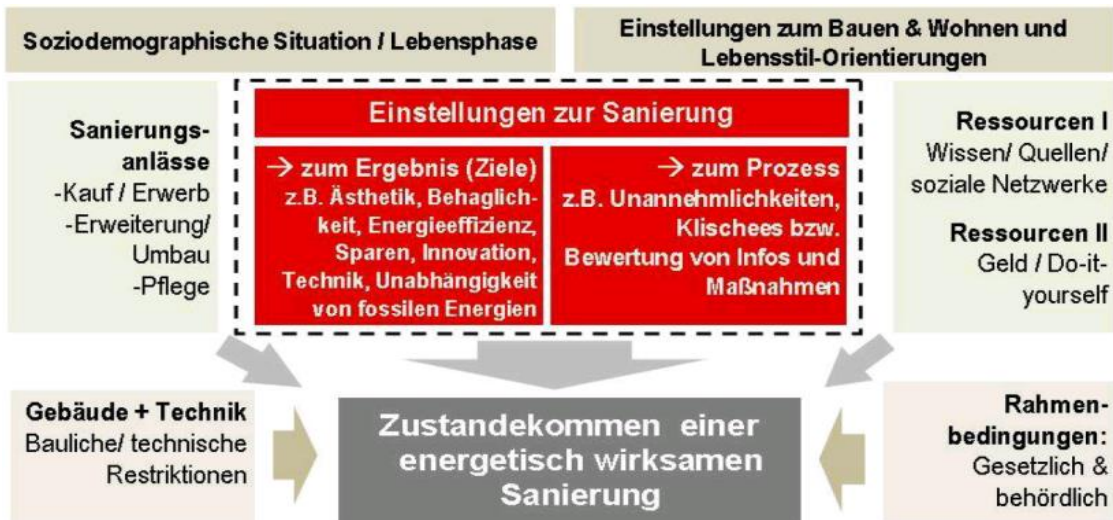 Soziodemographische Situation / Lebensphase
Einstellungen zum Bauen & Wohnen und
Lebensstil-Orientierungen
Sanierungs-
anlässe
-Kauf / Erwerb
-Erweiterung/
Umbau
-Pflege
Einstellungen zur Sanierung
→ zum Ergebnis (Ziele)
z.B. Ästhetik, Behaglich-
keit, Energieeffizienz,
Sparen, Innovation,
Technik, Unabhängigkeit
von fossilen Energien
→ zum Prozess
z.B. Unannehmlichkeiten,
Klischees bzw.
Bewertung von Infos und
Maßnahmen
Ressourcen I
Wissen/ Quellen/
soziale Netzwerke
Ressourcen II
Geld / Do-it-
yourself
Gebäude + Technik
Bauliche/ technische
Restriktionen
Zustandekommen einer
energetisch wirksamen
Sanierung
Rahmen-
bedingungen:
Gesetzlich &
behördlich